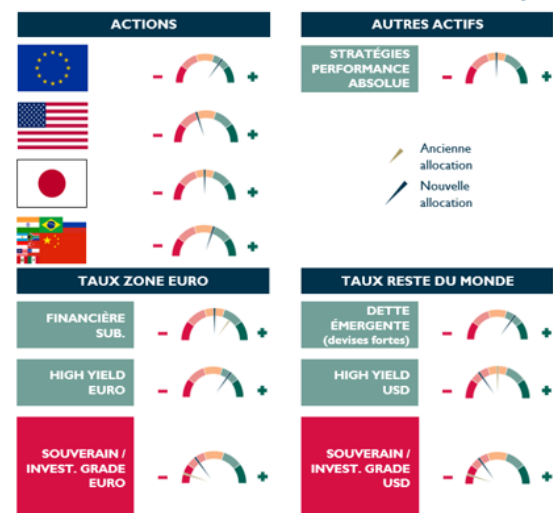 ACTIONS
- +
- +
- +
- +
AUTRES ACTIFS
STRATÉGIES
PERFORMANCE
ABSOLUE
- +
Ancienne
allocation
Nouvelle
allocation
TAUX ZONE EURO
FINANCIÈRE
SUB.
- +
HIGH YIELD
EURO
- +
SOUVERAIN /
INVEST. GRADE
EURO
- +
TAUX RESTE DU MONDE
DETTE
ÉMERGENTE
(devises fortes)
- +
HIGH YIELD
USD
- +
SOUVERAIN /
INVEST. GRADE
USD
- +